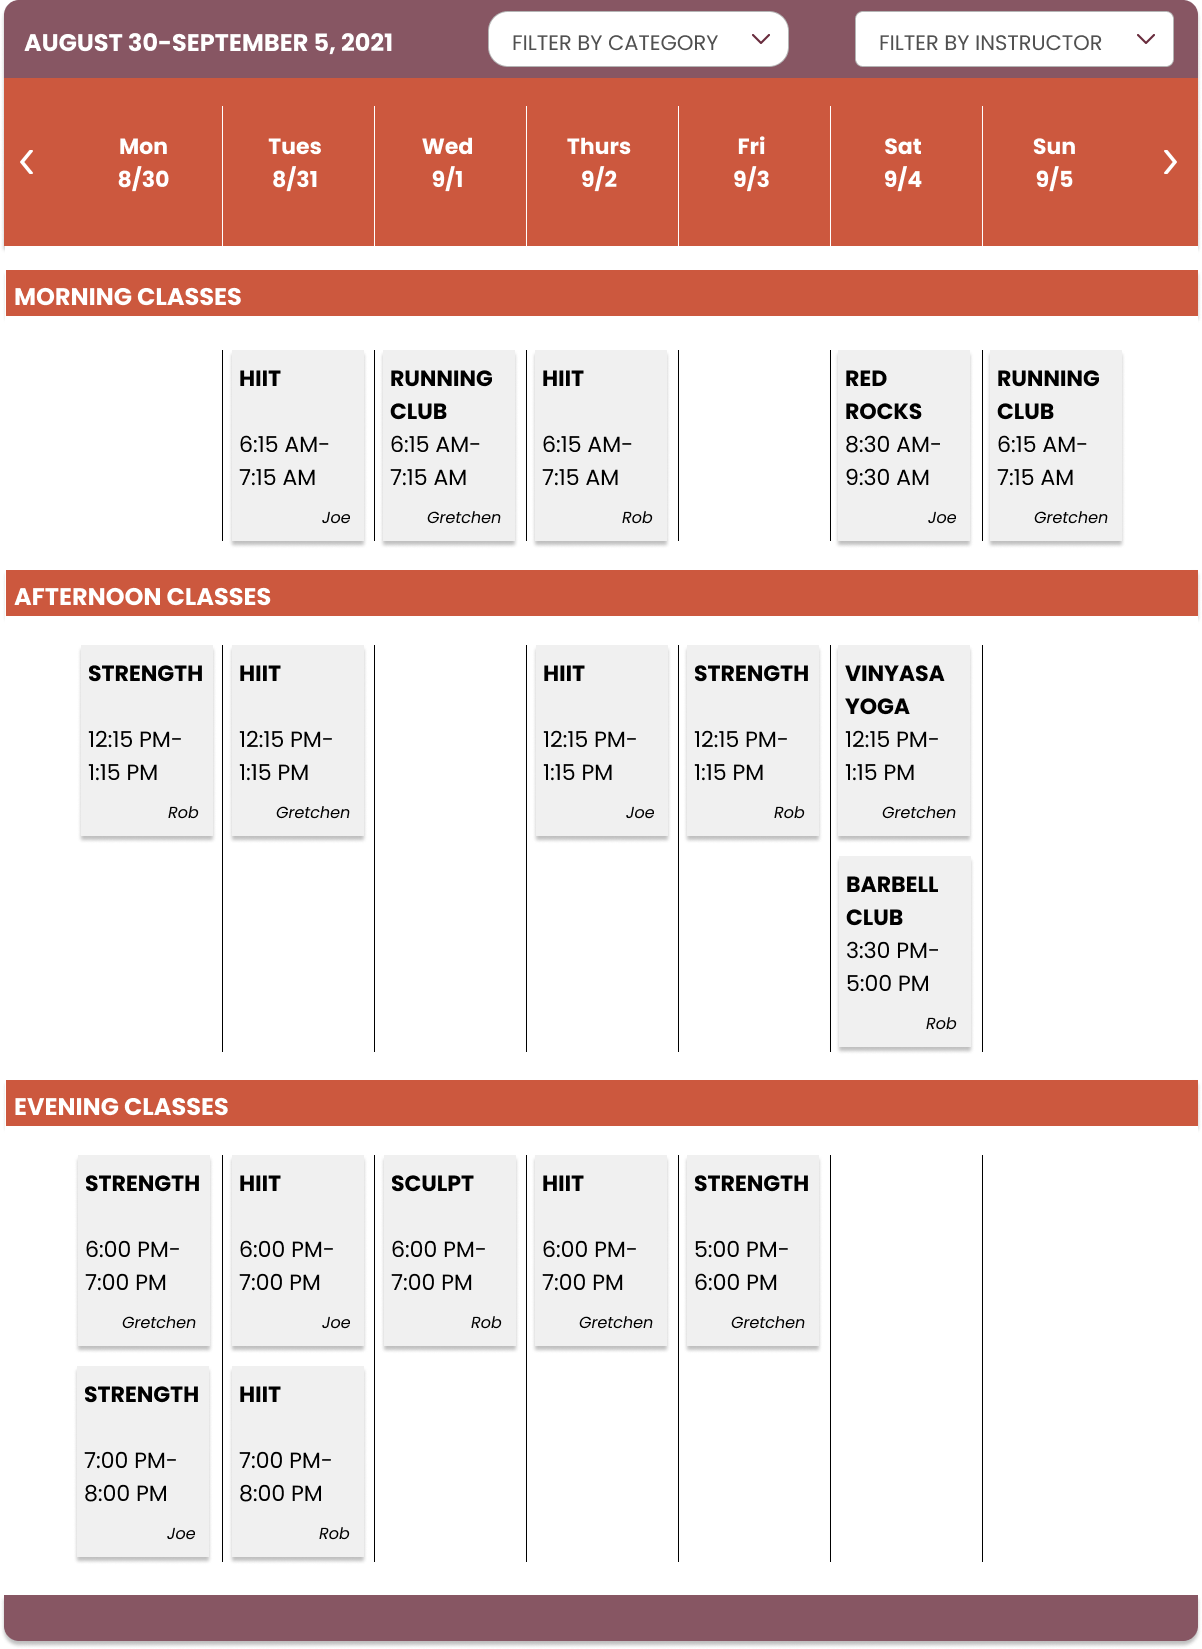 AUGUST 30-SEPTEMBER 5, 2021
FILTER BY CATEGORY
FILTER BY INSTRUCTOR
Mon
8/30
Tues
8/31
Wed
9/1
Thurs
9/2
Fri
9/3
Sat
9/4
Sun
9/5
MORNING CLASSES
HIIT
6:15 AM-
7:15 AM
Joe
RUNNING
CLUB
6:15 AM-
7:15 AM
Gretchen
HIIT
6:15 AM-
7:15 AM
Rob
RED
ROCKS
8:30 AM-
9:30 AM
Joe
RUNNING
CLUB
6:15 AM-
7:15 AM
Gretchen
AFTERNOON CLASSES
STRENGTH
12:15 PM-
1:15 PM
Rob
HIIT
12:15 PM-
1:15 PM
Gretchen
HIIT
12:15 PM-
1:15 PM
Joe
STRENGTH
12:15 PM-
1:15 PM
Rob
VINYASA
YOGA
12:15 PM-
1:15 PM
Gretchen
BARBELL
CLUB
3:30 PM-
5:00 PM
Rob
EVENING CLASSES
STRENGTH
6:00 PM-
7:00 PM
Gretchen
HIIT
6:00 PM-
7:00 PM
Joe
SCULPT
6:00 PM-
7:00 PM
Rob
HIIT
6:00 PM-
7:00 PM
Gretchen
STRENGTH
5:00 PM-
6:00 PM
Gretchen
STRENGTH
7:00 PM-
8:00 PM
Joe
HIIT
7:00 PM-
8:00 PM
Rob